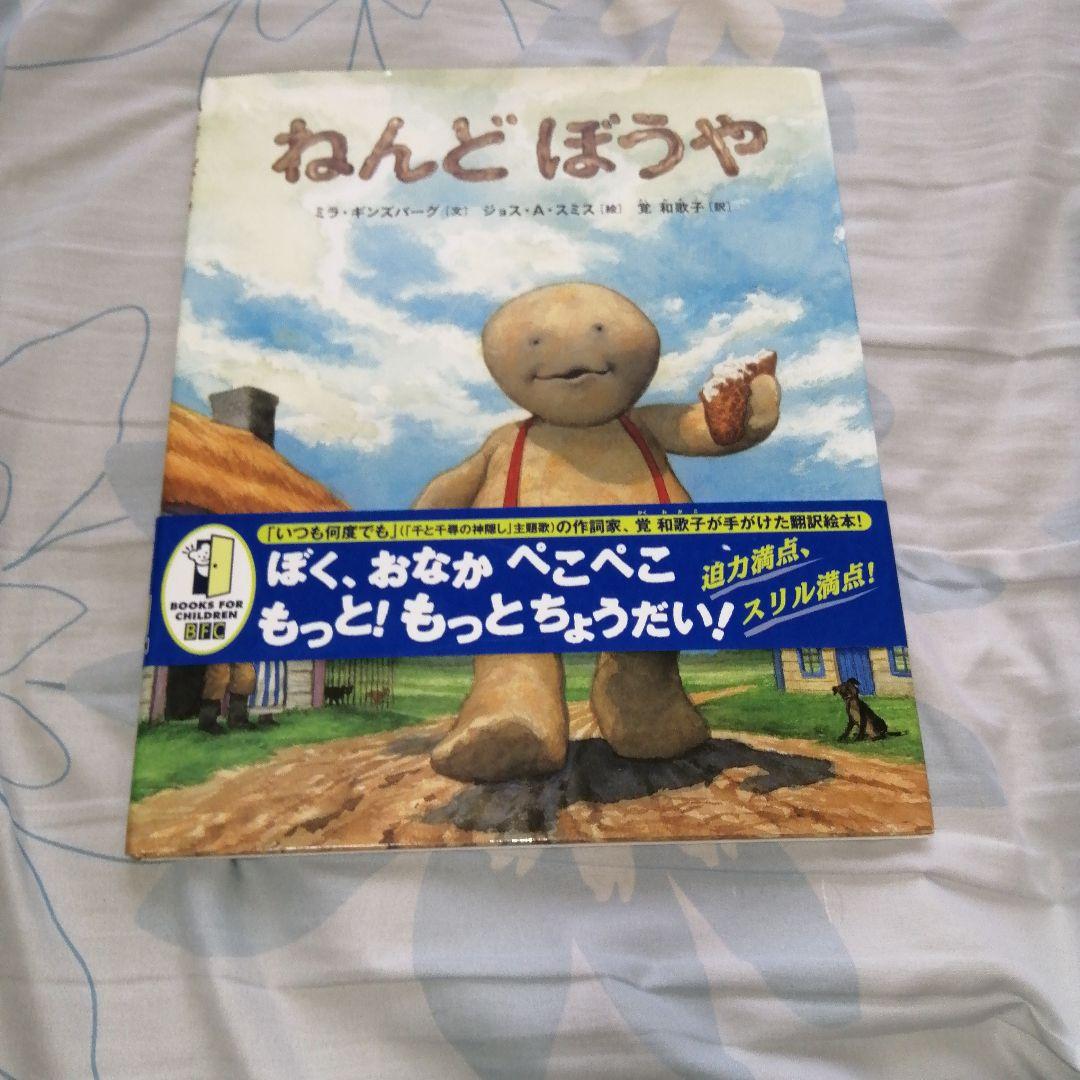 ねんど ぼうや
ミラ・ギンズバーグ[文] ジョス・A・スミス[絵] 覚 和歌子[訳]
「いつも何度でも」(「千と千尋の神隠し」主題歌)の作詞家、覚 和歌子が手がけた翻訳絵本!
ぼく、おなか ぺこぺこ
もっと! もっとちょうだい!
迫力満点、
スリル満点!
BOOKS FOR
CHILDREN
BFC